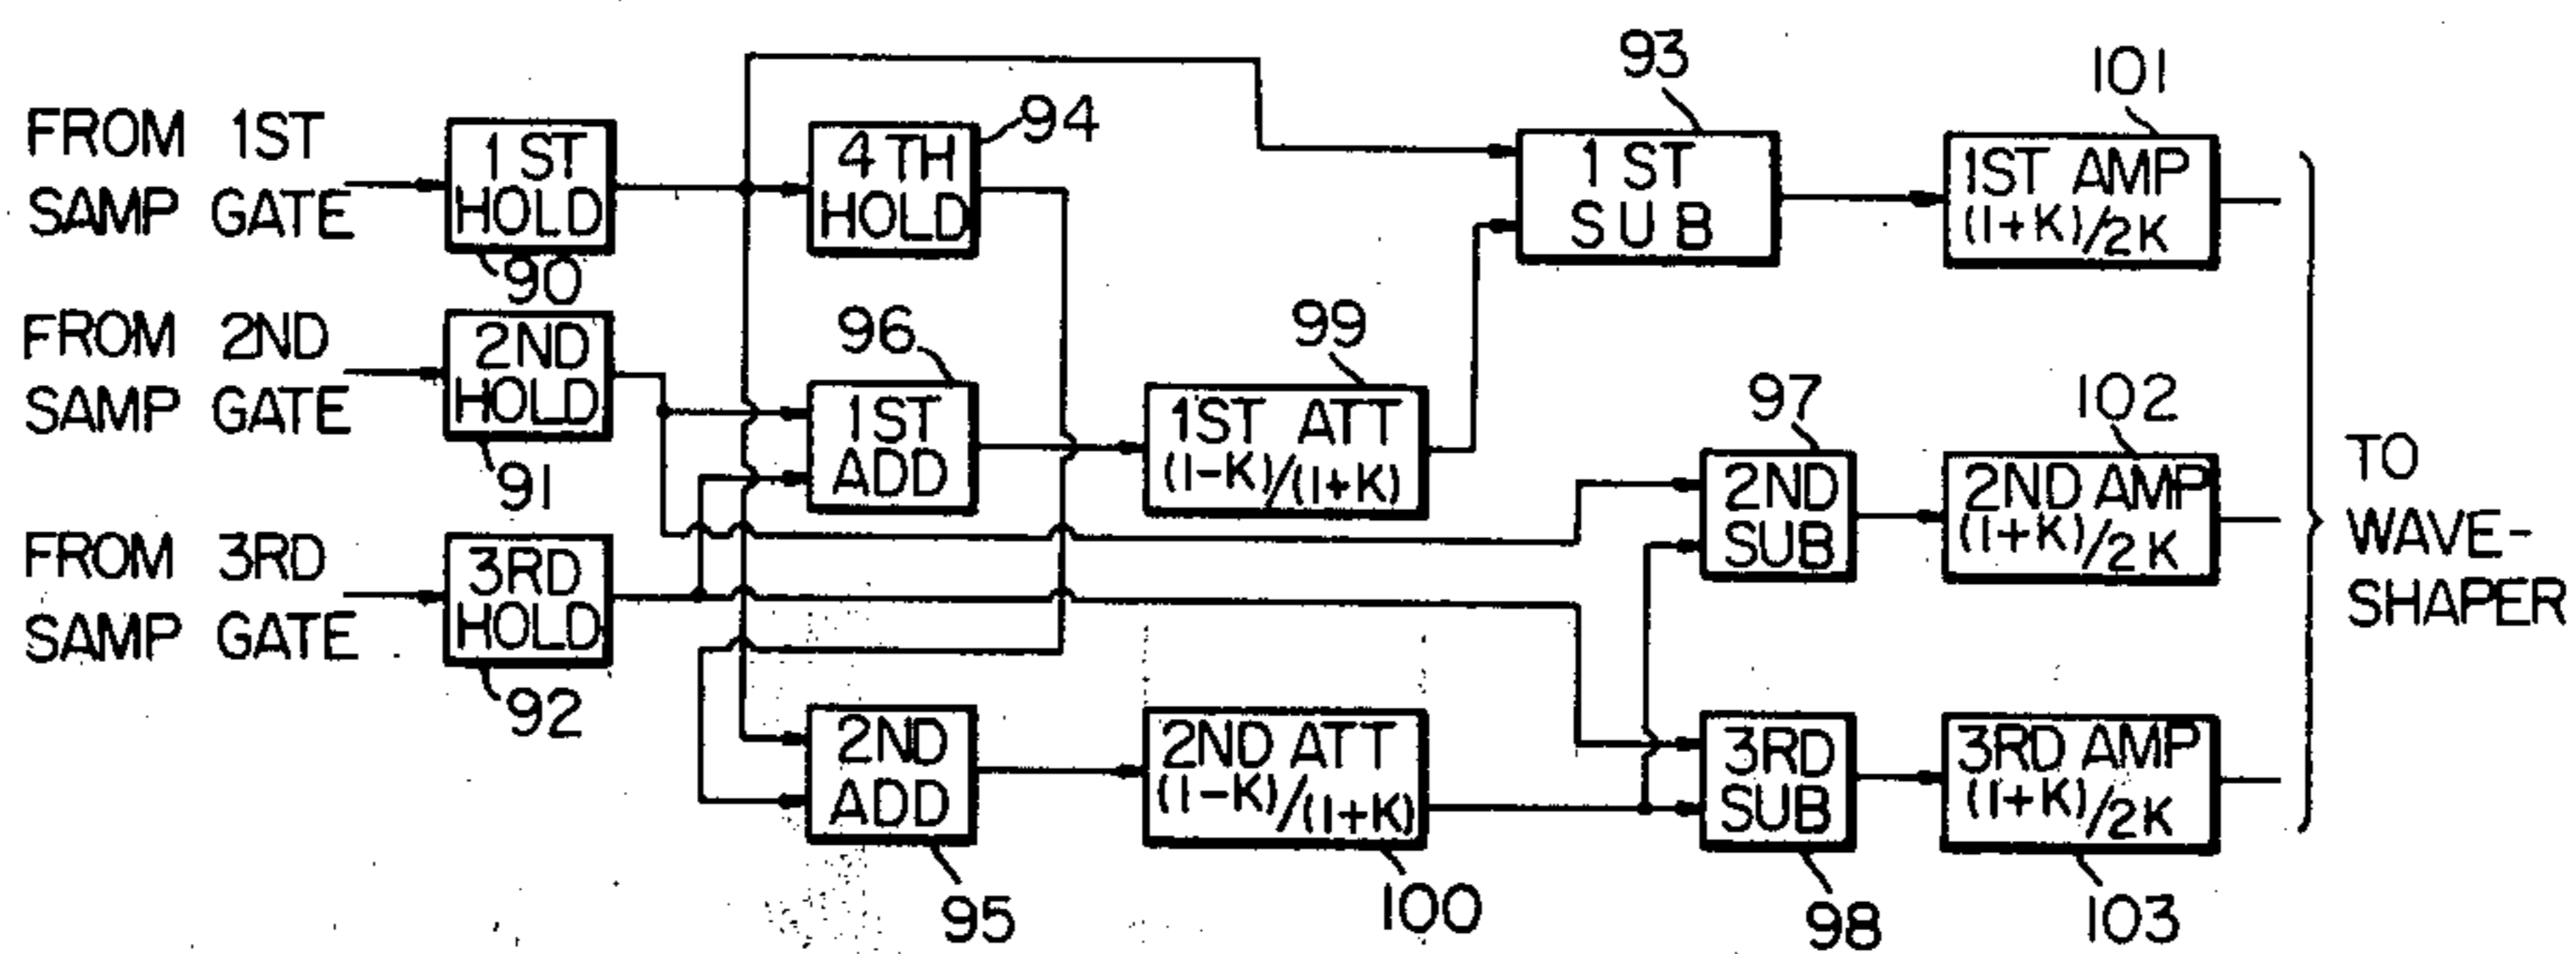 FROM 1ST
SAMP GATE
1 ST
HOLD
90
4 TH
HOLD
94
93
1 ST
SUB
101
1ST AMP
(1+K)/2K
FROM 2ND
SAMP GATE
2ND
HOLD
91
96
1ST
ADD
99
1ST ATT
(1-K)/(1+K)
97
2ND
SUB
102
2ND AMP
(1+K)/2K
TO
WAVE-
SHAPER
FROM 3RD
SAMP GATE
3RD
HOLD
92
2ND
ADD
95
2ND ATT
(1-K)/(1+K)
100
3RD
SUB
98
3RD AMP
(1+K)/2K
103